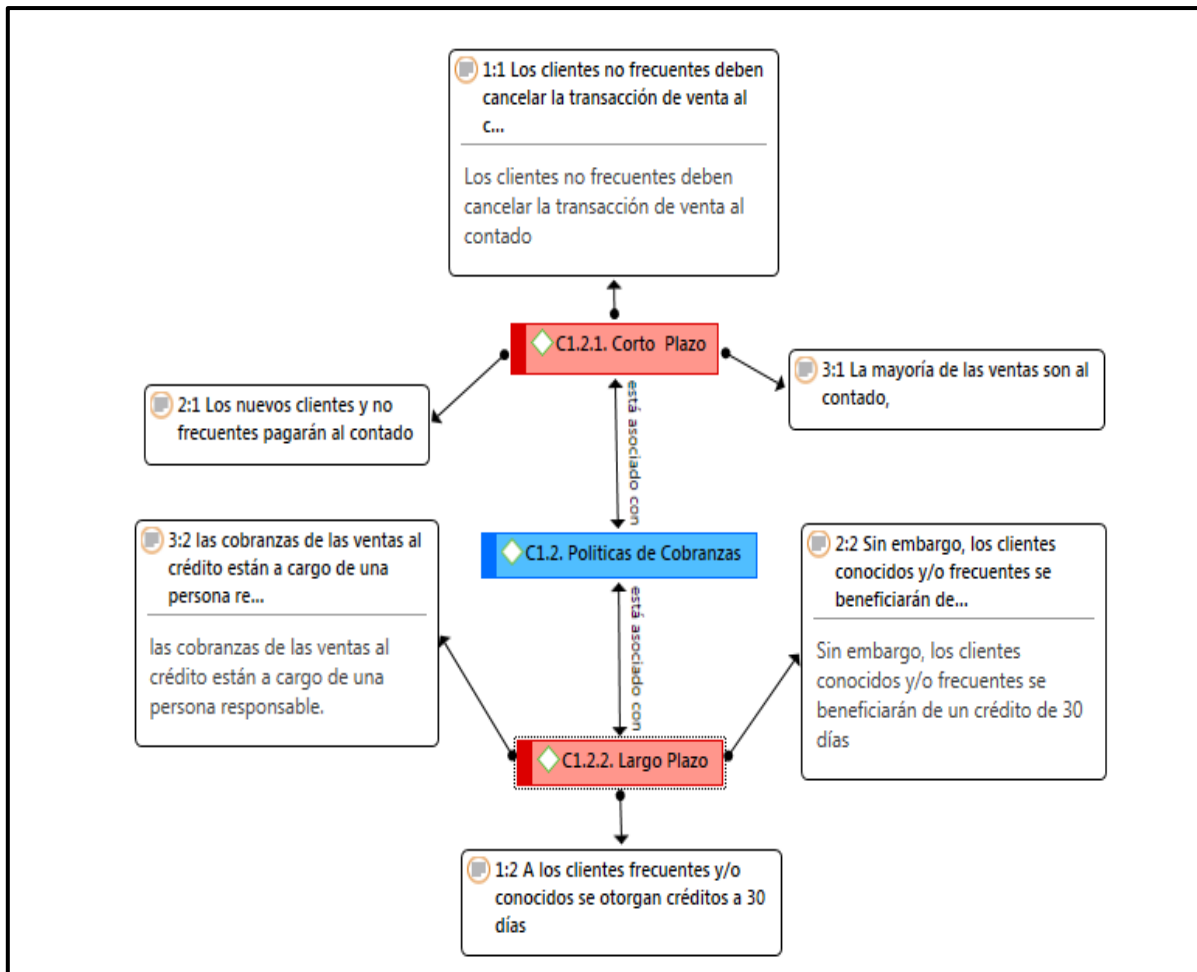 1:1 Los clientes no frecuentes deben
cancelar la transacción de venta al
c...
Los clientes no frecuentes deben
cancelar la transacción de venta al
contado
C1.2.1. Corto Plazo
3:1 La mayoría de las ventas son al
contado,
2:1 Los nuevos clientes y no
frecuentes pagarán al contado
está asociado con
3:2 las cobranzas de las ventas al
crédito están a cargo de una
persona re...
las cobranzas de las ventas al
crédito están a cargo de una
persona responsable.
C1.2. Politicas de Cobranzas
2:2 Sin embargo, los clientes
conocidos y/o frecuentes se
beneficiarán de...
Sin embargo, los clientes
conocidos y/o frecuentes se
beneficiarán de un crédito de 30
días
está asociado con
C1.2.2. Largo Plazo
1:2 A los clientes frecuentes y/o
conocidos se otorgan créditos a 30
días